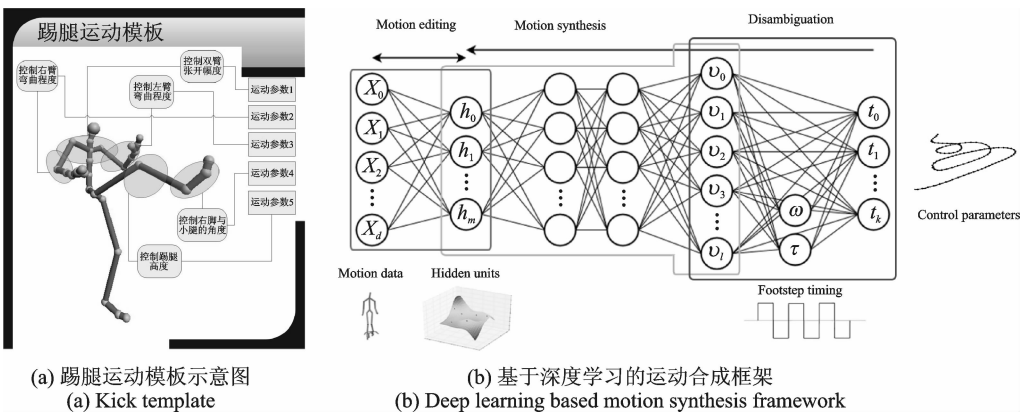 踢腿运动模板
控制右臂
弯曲程度
控制双臂
张开幅度
控制左臂
弯曲程度
运动参数1
运动参数2
运动参数3
运动参数4
运动参数5
控制右脚与
小腿的角度
控制踢腿
高度
(a) 踢腿运动模板示意图
(a) Kick template
Motion editing
Motion synthesis
Disambiguation
X0
X1
X2
Xd
h0
h1
hm
υ0
υ1
υ2
υ3
υl
ω
τ
t0
t1
tk
Control parameters
Motion data
Hidden units
Footstep timing
(b) 基于深度学习的运动合成框架
(b) Deep learning based motion synthesis framework